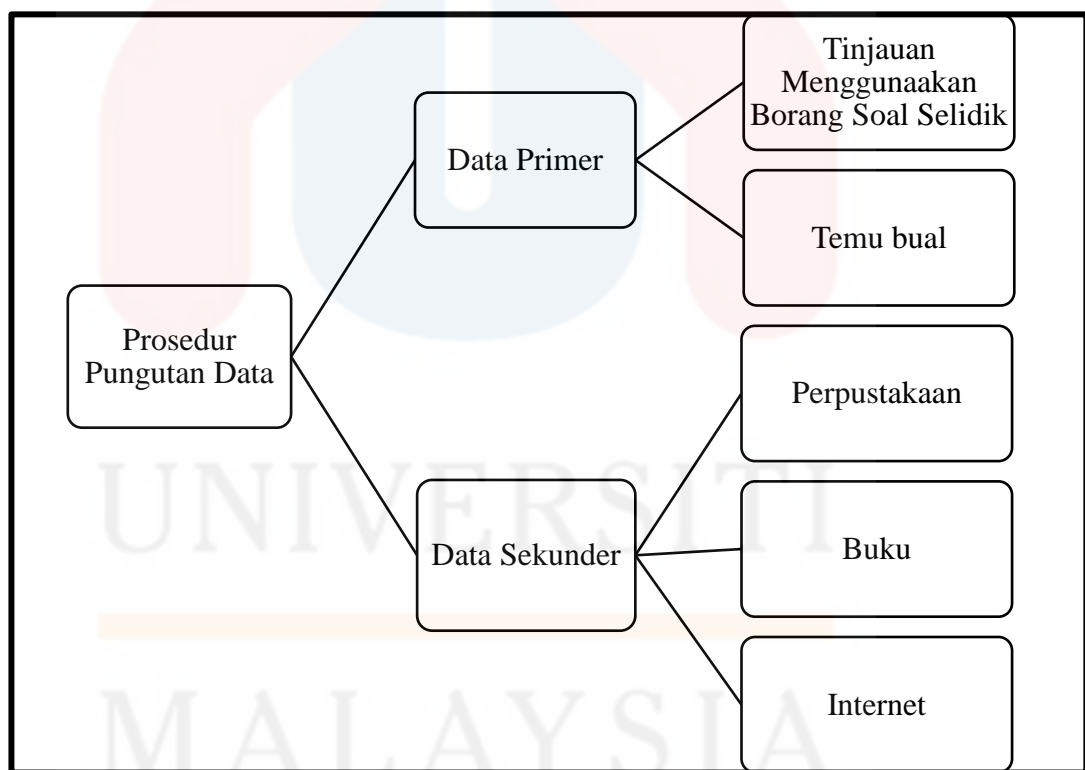 Tinjauan
Menggunaakan
Borang Soal Selidik
Data Primer
Temu bual
Prosedur
Pungutan Data
Perpustakaan
Data Sekunder
Buku
Internet
UNIVERSITI
MALAYSIA